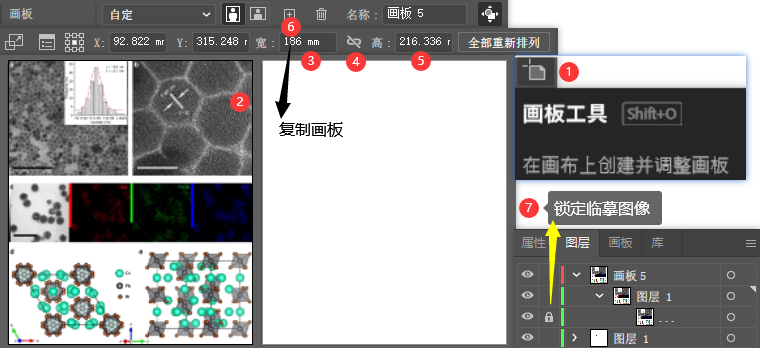 画板
自定
名称：
画板 5
6
X:
92.822 mm
Y:
315.248 m
宽：
186 mm
高：
216.336 m
全部重新排列
3
4
5
1
2
画板工具
Shift+O
在画布上创建并调整画板
复制画板
7
锁定临摹图像
属性
图层
画板
库
画板 5
图层 1
...
图层 1